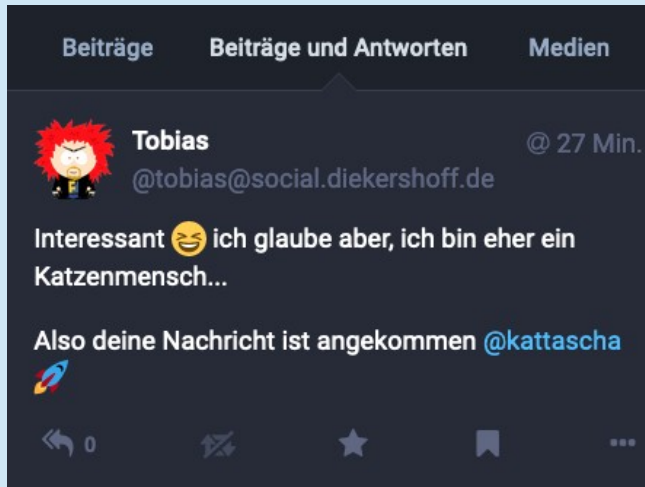 Beiträge Beiträge und Antworten Medien
Tobias @ 27 Min.
@tobias@social.diekershoff.de
Interessant 😆 ich glaube aber, ich bin eher ein
Katzenmensch...
Also deine Nachricht ist angekommen @kattascha
🚀
0